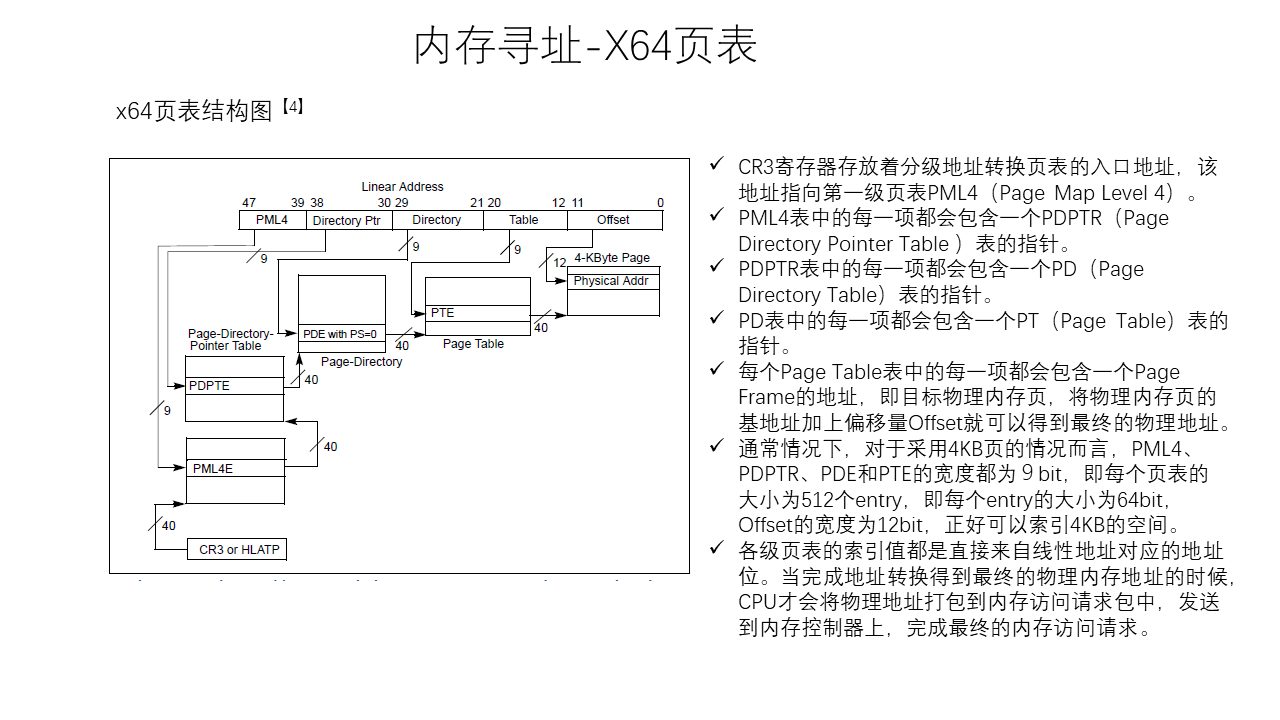 内存寻址-X64页表
x64页表结构图【4】
Linear Address
47 39 38 30 29 21 20 12 11 0
PML4 Directory Ptr Directory Table Offset
9 9 9
12 4-KByte Page
Physical Addr
PTE
40
Page Table
PDE with PS=0
40
Page-Directory
Page-Directory-
Pointer Table
PDPTE
40
9
40
PML4E
40
CR3 or HLATP
✓ CR3寄存器存放着分级地址转换页表的入口地址，该
地址指向第一级页表PML4（Page Map Level 4）。
✓ PML4表中的每一项都会包含一个PDPTR（Page
Directory Pointer Table ）表的指针。
✓ PDPTR表中的每一项都会包含一个PD（Page
Directory Table）表的指针。
✓ PD表中的每一项都会包含一个PT（Page Table）表的
指针。
✓ 每个Page Table表中的每一项都会包含一个Page
Frame的地址，即目标物理内存页，将物理内存页的
基地址加上偏移量Offset就可以得到最终的物理地址。
✓ 通常情况下，对于采用4KB页的情况而言，PML4、
PDPTR、PDE和PTE的宽度都为９bit，即每个页表的
大小为512个entry，即每个entry的大小为64bit，
Offset的宽度为12bit，正好可以索引4KB的空间。
✓ 各级页表的索引值都是直接来自线性地址对应的地址
位。当完成地址转换得到最终的物理内存地址的时候，
CPU才会将物理地址打包到内存访问请求包中，发送
到内存控制器上，完成最终的内存访问请求。